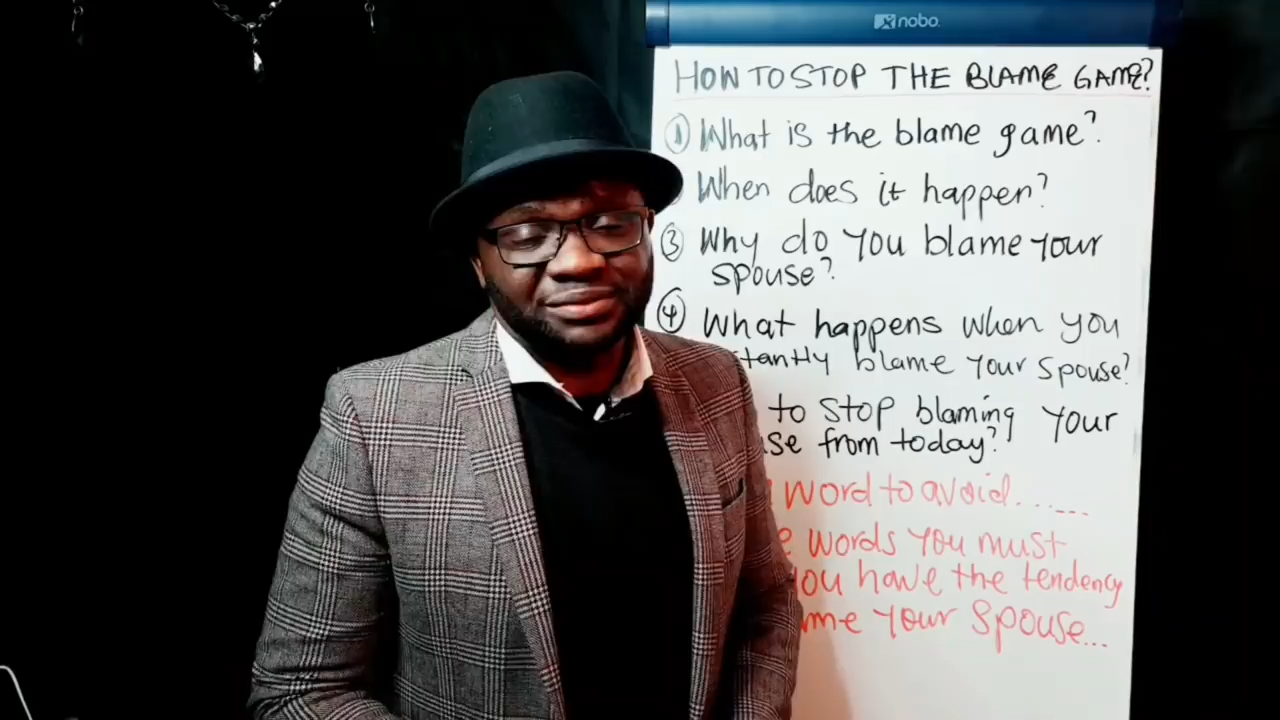 nobo.
HOW TO STOP THE BLAME GAME?
① What is the blame game?
When does it happen?
③ Why do you blame your
spouse?
④ What happens when you
tantly blame your spouse?
to stop blaming your
se from today?
word to avoid......
words you must
you have the tendency
me your spouse...